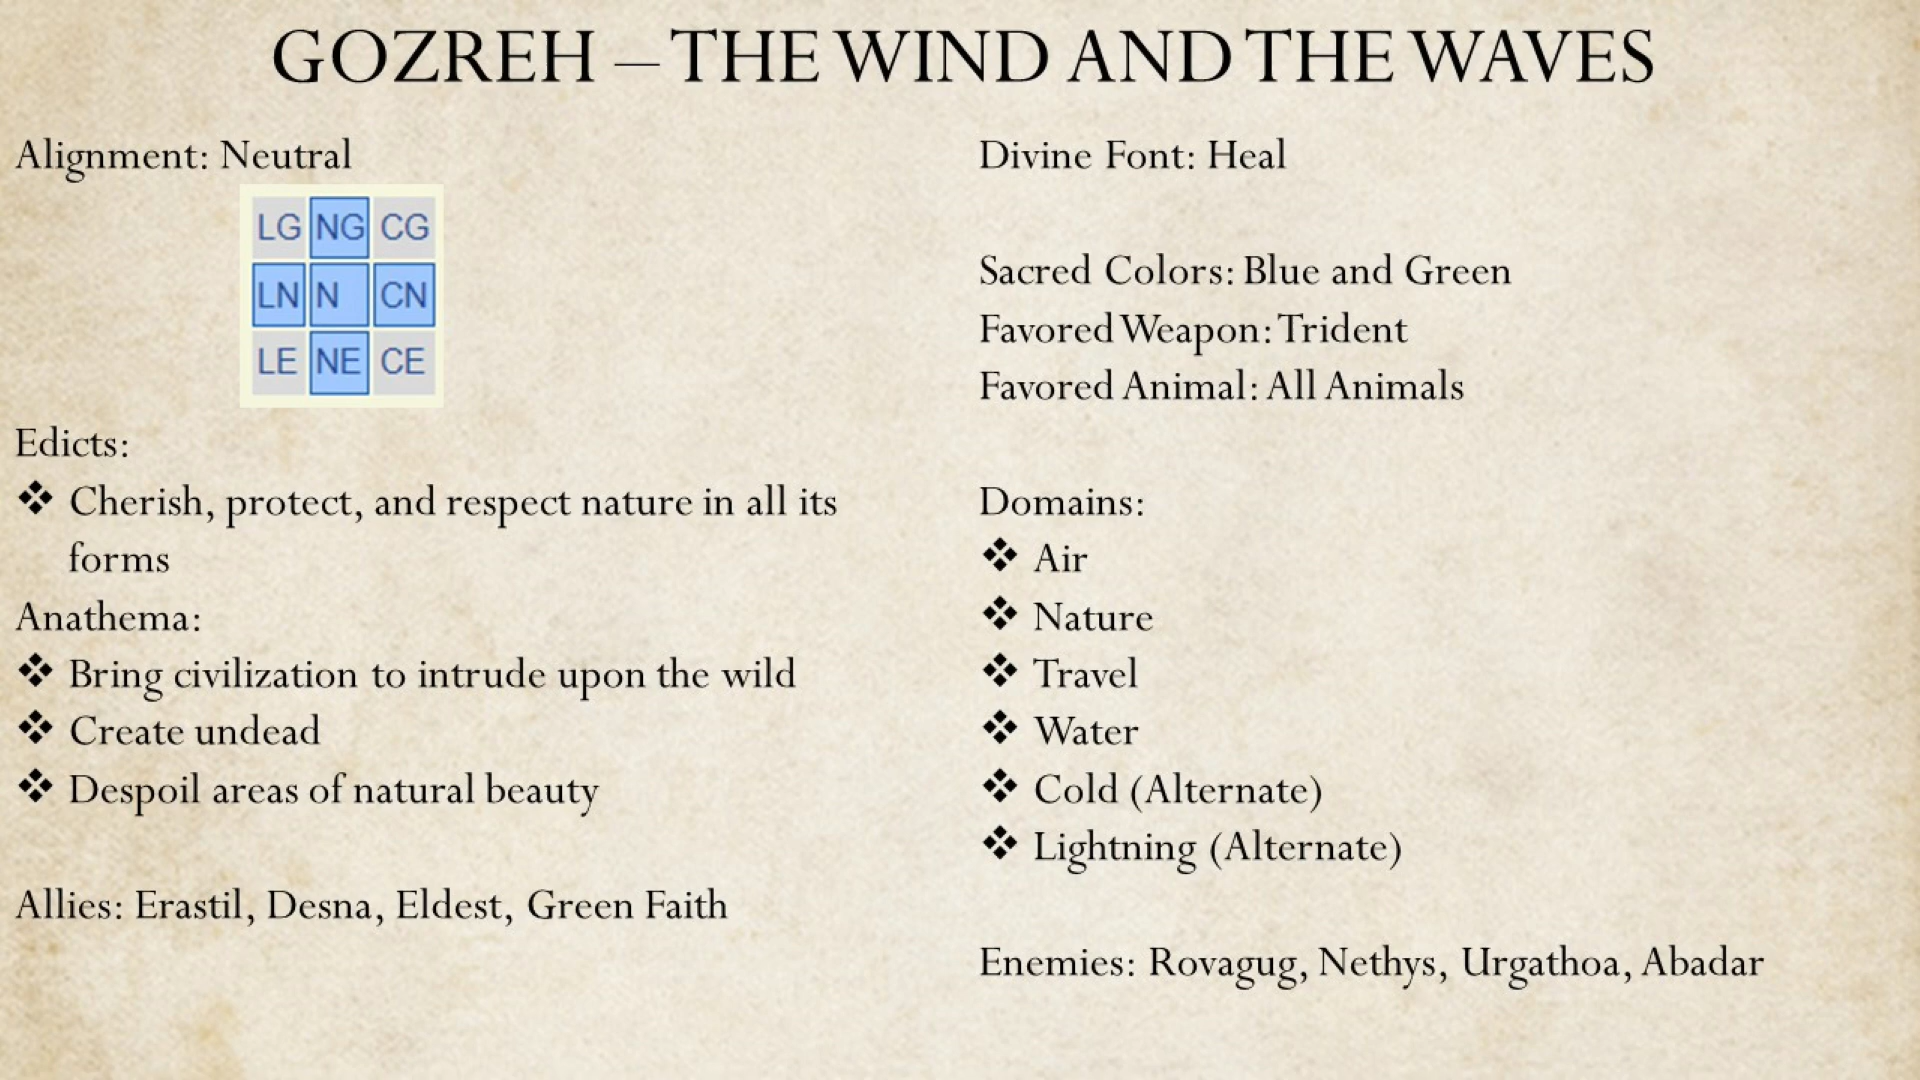 GOZREH – THE WIND AND THE WAVES
Alignment: Neutral
LG NG CG
LN N CN
LE NE CE
Edicts:
❖ Cherish, protect, and respect nature in all its
forms
Anathema:
❖ Bring civilization to intrude upon the wild
❖ Create undead
❖ Despoil areas of natural beauty
Allies: Erastil, Desna, Eldest, Green Faith
Divine Font: Heal
Sacred Colors: Blue and Green
Favored Weapon: Trident
Favored Animal: All Animals
Domains:
❖ Air
❖ Nature
❖ Travel
❖ Water
❖ Cold (Alternate)
❖ Lightning (Alternate)
Enemies: Rovagug, Nethys, Urgathoa, Abadar